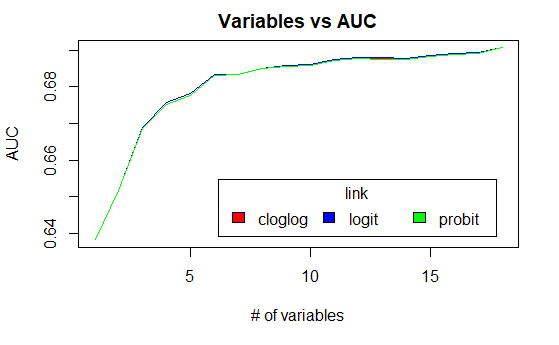 Variables vs AUC
AUC
0.68
0.66
0.64
link
cloglog logit probit
5 10 15
# of variables